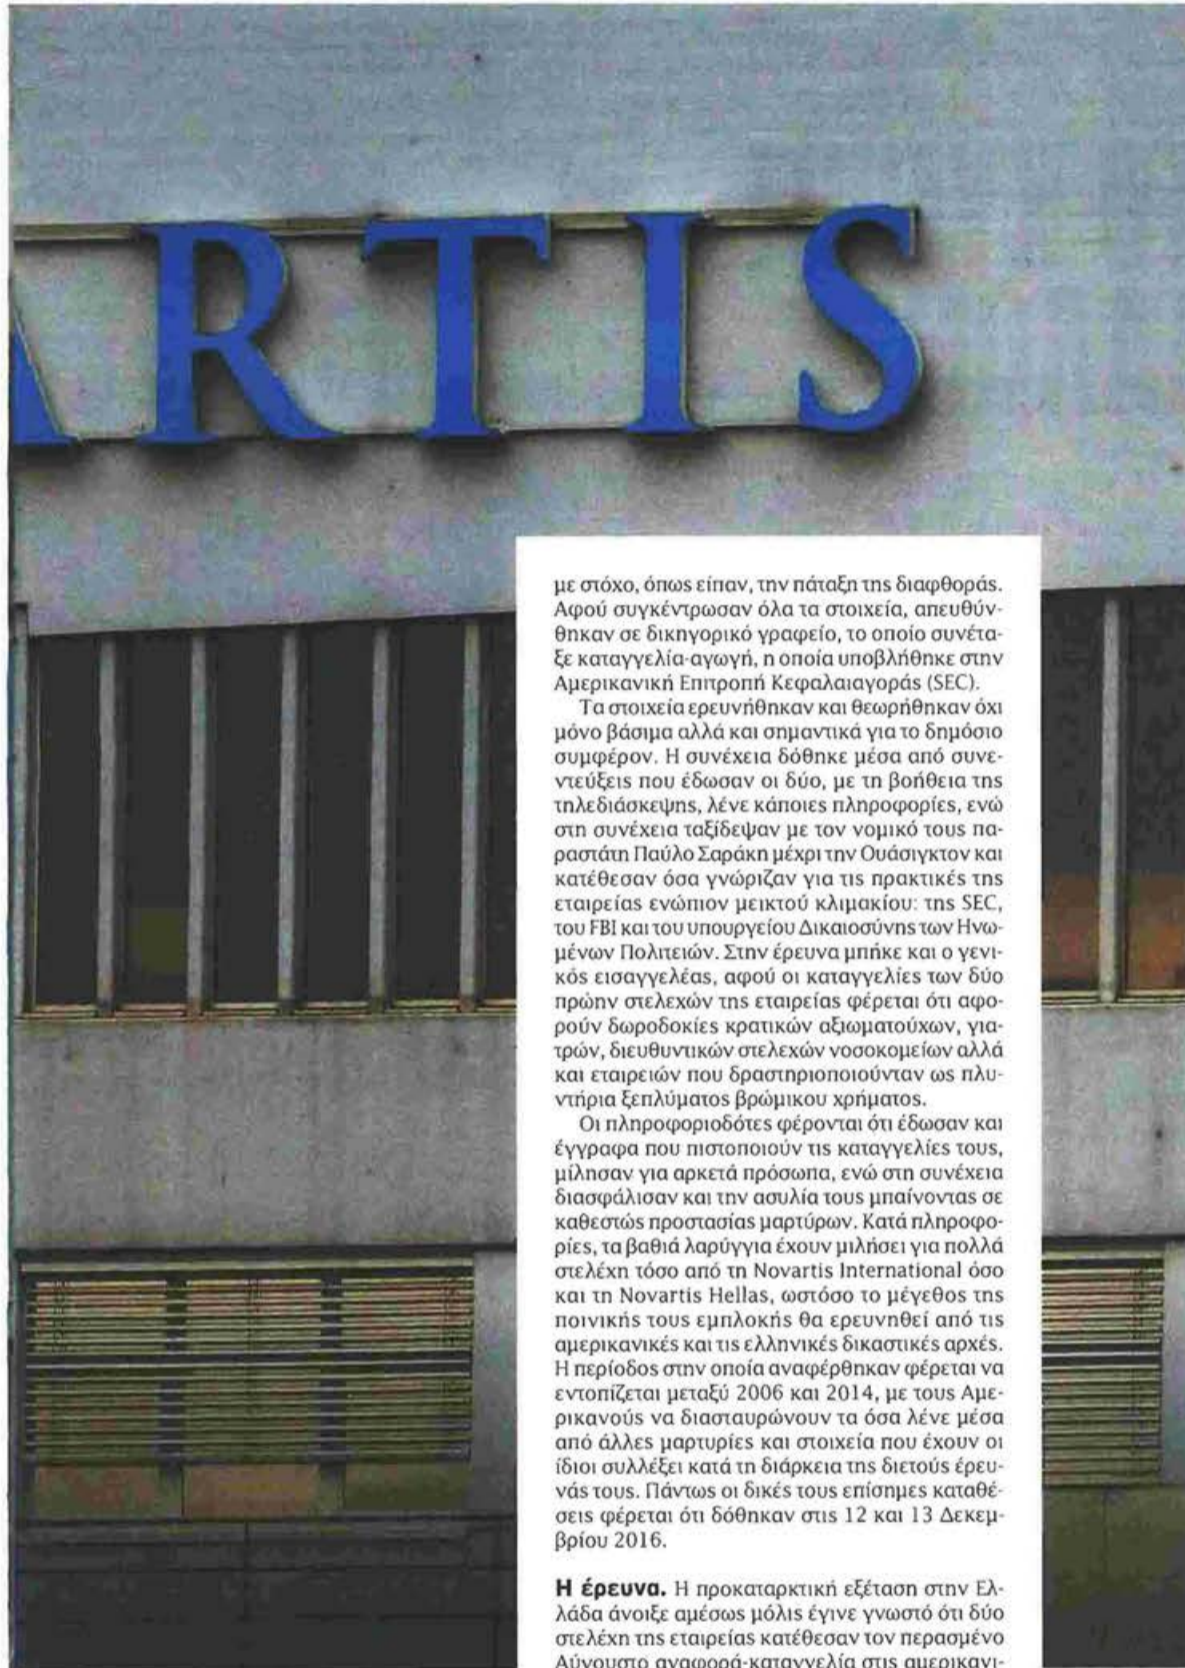 ARTIS
με στόχο, όπως είπαν, την πάταξη της διαφθοράς.
Αφού συγκέντρωσαν όλα τα στοιχεία, απευθύν-
θηκαν σε δικηγορικό γραφείο, το οποίο συνέτα-
ξε καταγγελία-αγωγή, η οποία υποβλήθηκε στην
Αμερικανική Επιτροπή Κεφαλαιαγοράς (SEC).
Τα στοιχεία ερευνήθηκαν και θεωρήθηκαν όχι
μόνο βάσιμα αλλά και σημαντικά για το δημόσιο
συμφέρον. Η συνέχεια δόθηκε μέσα από συνε-
ντεύξεις που έδωσαν οι δύο, με τη βοήθεια της
τηλεδιάσκεψης, λένε κάποιες πληροφορίες, ενώ
στη συνέχεια ταξίδεψαν με τον νομικό τους πα-
ραστάτη Παύλο Σαράκη μέχρι την Ουάσιγκτον και
κατέθεσαν όσα γνώριζαν για τις πρακτικές της
εταιρείας ενώπιον μεικτού κλιμακίου: της SEC,
του FBI και του υπουργείου Δικαιοσύνης των Ηνω-
μένων Πολιτειών. Στην έρευνα μπήκε και ο γενι-
κός εισαγγελέας, αφού οι καταγγελίες των δύο
πρώην στελεχών της εταιρείας φέρεται ότι αφο-
ρούν δωροδοκίες κρατικών αξιωματούχων, για-
τρών, διευθυντικών στελεχών νοσοκομείων αλλά
και εταιρειών που δραστηριοποιούνταν ως πλυ-
ντήρια ξεπλύματος βρώμικου χρήματος.
Οι πληροφοριοδότες φέρονται ότι έδωσαν και
έγγραφα που πιστοποιούν τις καταγγελίες τους,
μίλησαν για αρκετά πρόσωπα, ενώ στη συνέχεια
διασφάλισαν και την ασυλία τους μπαίνοντας σε
καθεστώς προστασίας μαρτύρων. Κατά πληροφο-
ρίες, τα βαθιά λαρύγγια έχουν μιλήσει για πολλά
στελέχη τόσο από τη Novartis International όσο
και τη Novartis Hellas, ωστόσο το μέγεθος της
ποινικής τους εμπλοκής θα ερευνηθεί από τις
αμερικανικές και τις ελληνικές δικαστικές αρχές.
Η περίοδος στην οποία αναφέρθηκαν φέρεται να
εντοπίζεται μεταξύ 2006 και 2014, με τους Αμε-
ρικανούς να διασταυρώνουν τα όσα λένε μέσα
από άλλες μαρτυρίες και στοιχεία που έχουν οι
ίδιοι συλλέξει κατά τη διάρκεια της διετούς έρευ-
νάς τους. Πάντως οι δικές τους επίσημες καταθέ-
σεις φέρεται ότι δόθηκαν στις 12 και 13 Δεκεμ-
βρίου 2016.
Η έρευνα. Η προκαταρκτική εξέταση στην Ελ-
λάδα άνοιξε αμέσως μόλις έγινε γνωστό ότι δύο
στελέχη της εταιρείας κατέθεσαν τον περασμένο
Αύγουστο αναφορά-καταγγελία στις αμερικανι-